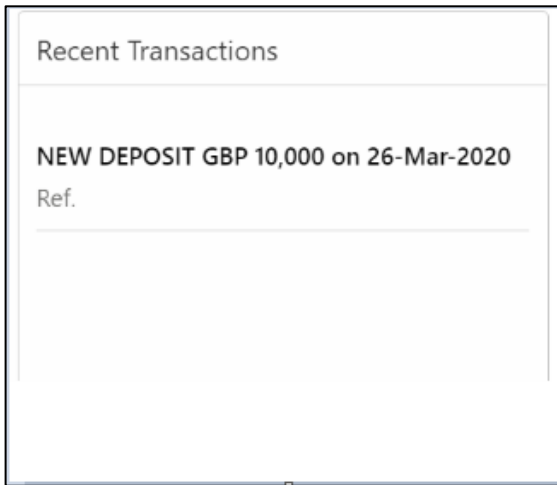 Recent Transactions
NEW DEPOSIT GBP 10,000 on 26-Mar-2020
Ref.